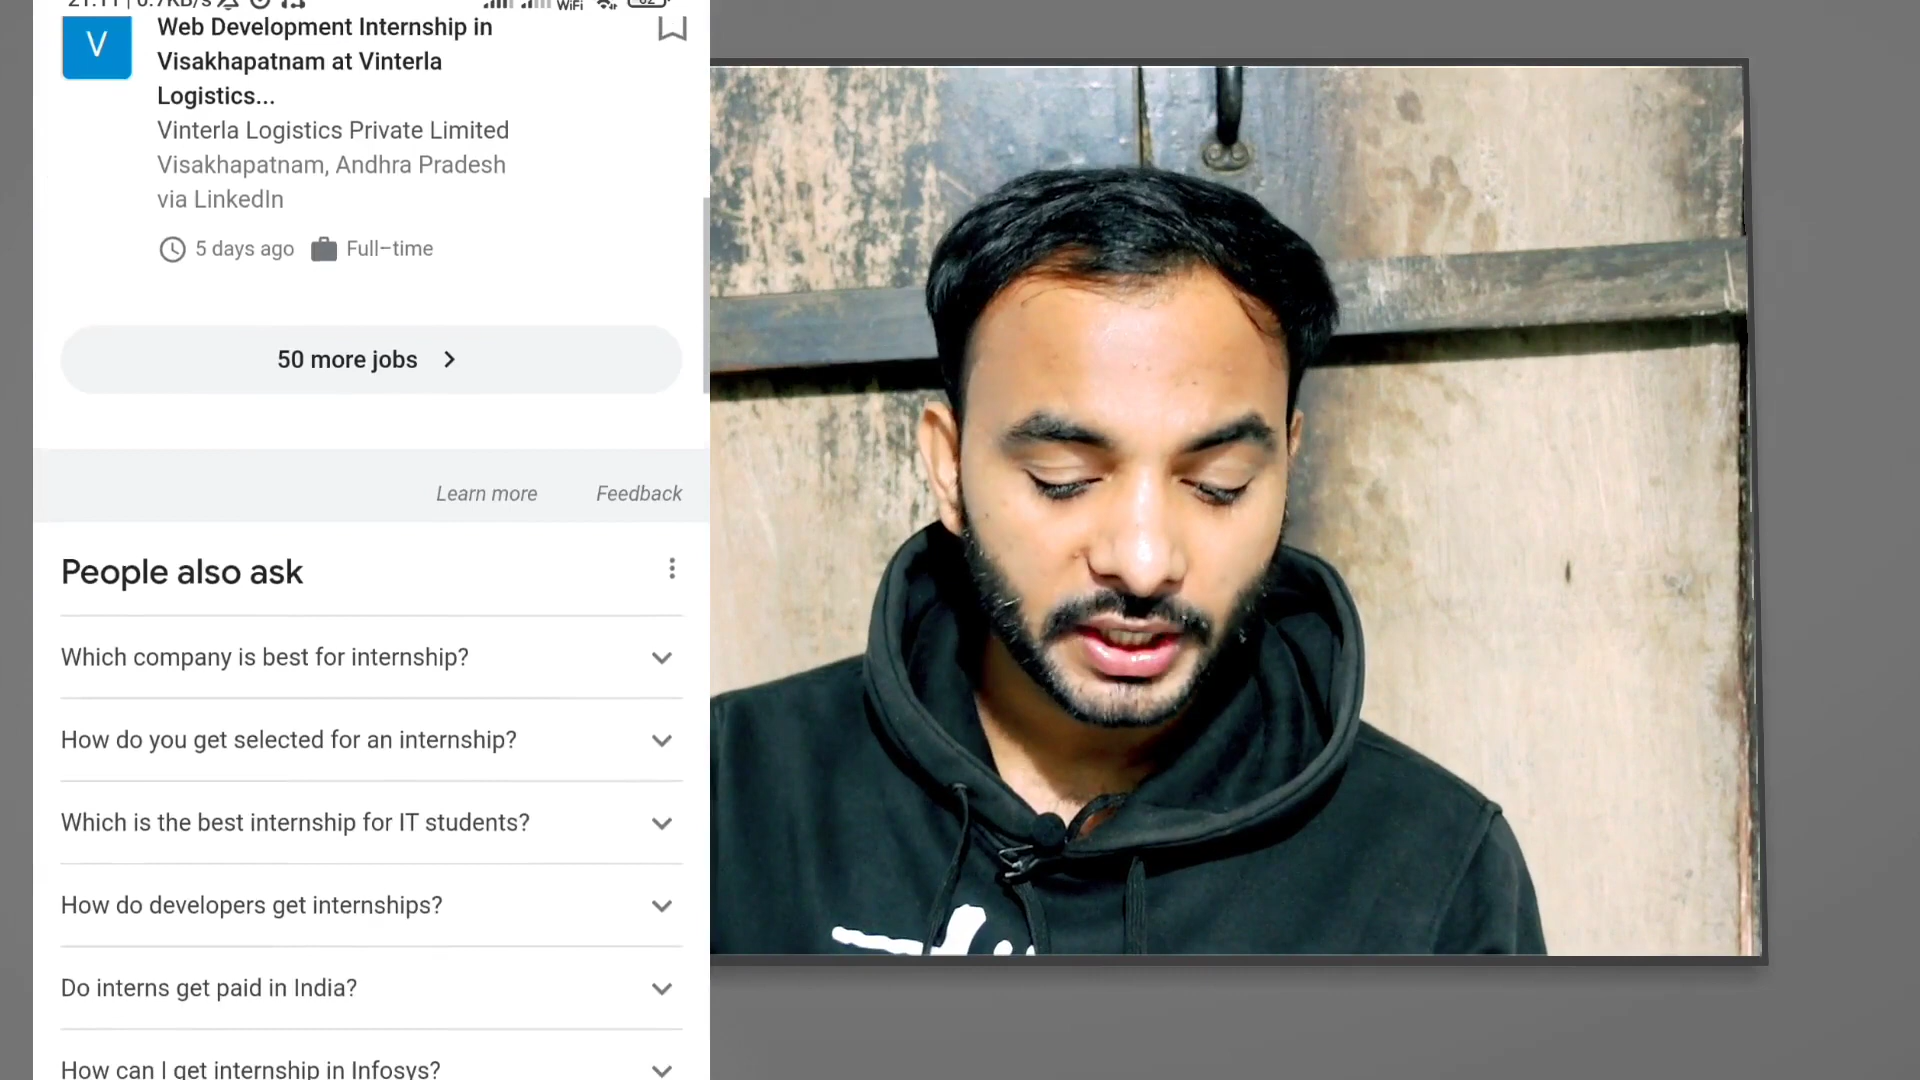 V
Web Development Internship in
Visakhapatnam at Vinterla
Logistics...
Vinterla Logistics Private Limited
Visakhapatnam, Andhra Pradesh
via LinkedIn
5 days ago Full-time
50 more jobs
Learn more Feedback
People also ask
Which company is best for internship?
How do you get selected for an internship?
Which is the best internship for IT students?
How do developers get internships?
Do interns get paid in India?
How can I get internship in Infosys?